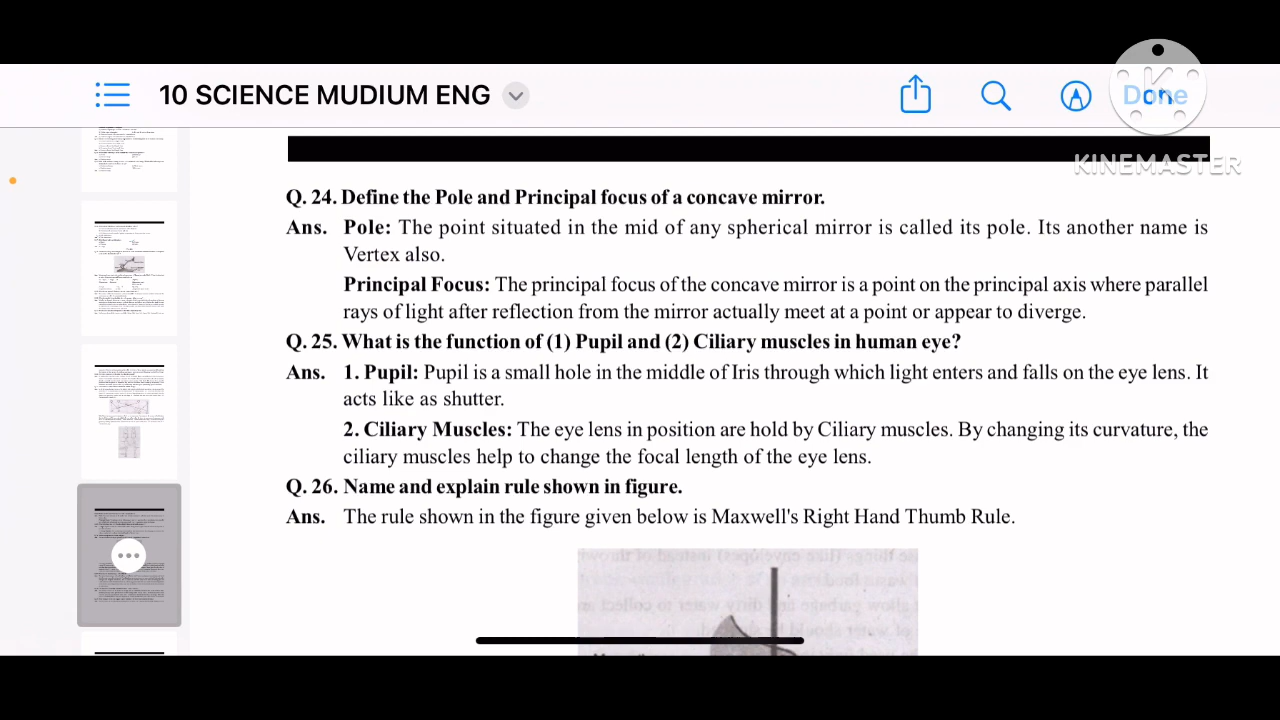 10 SCIENCE MUDIUM ENG
Done
KINEMASTER
Q. 24. Define the Pole and Principal focus of a concave mirror.
Ans. Pole: The point situated in the mid of any spherical mirror is called its pole. Its another name is
Vertex also.
Principal Focus: The principal focus of the concave mirror is a point on the principal axis where parallel
rays of light after reflection from the mirror actually meet at a point or appear to diverge.
Q. 25. What is the function of (1) Pupil and (2) Ciliary muscles in human eye?
Ans. 1. Pupil: Pupil is a small hole in the middle of Iris through which light enters and falls on the eye lens. It
acts like as shutter.
2. Ciliary Muscles: The eye lens in position are hold by Ciliary muscles. By changing its curvature, the
ciliary muscles help to change the focal length of the eye lens.
Q. 26. Name and explain rule shown in figure.
Ans. The rule shown in the figure given below is Maxwell's Right Hand Thumb Rule.